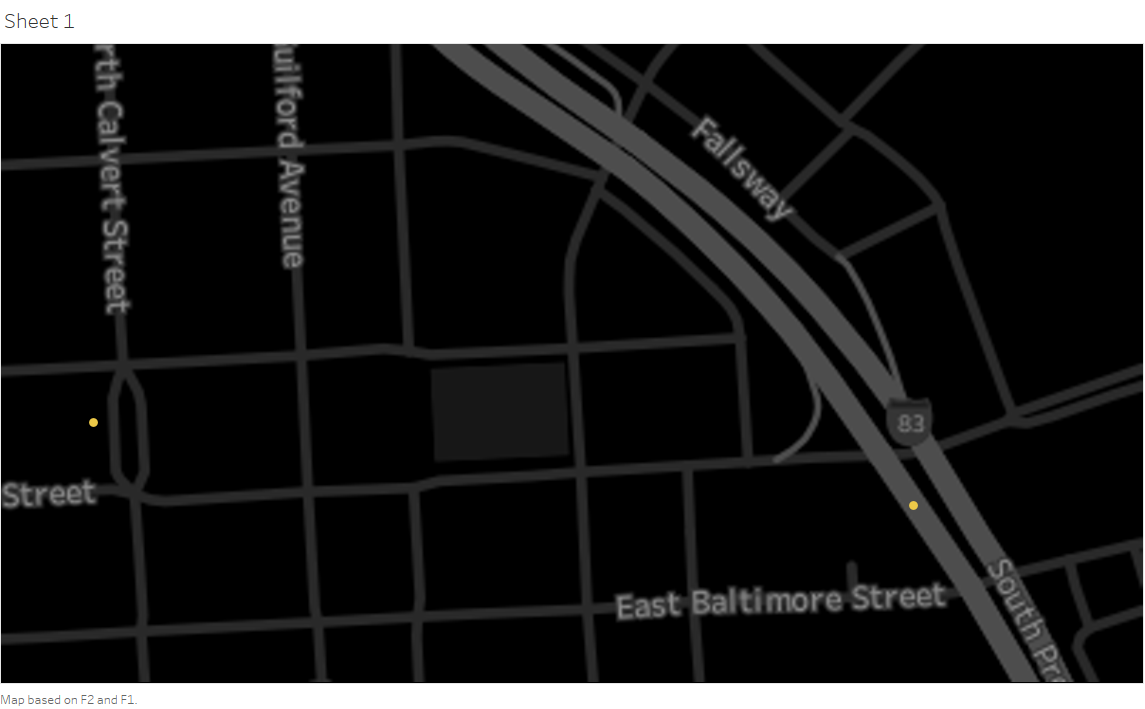 Sheet 1
rth Calvert Street
uilford Avenue
Fallsway
83
Street
East Baltimore Street
South Pr
Map based on F2 and F1.